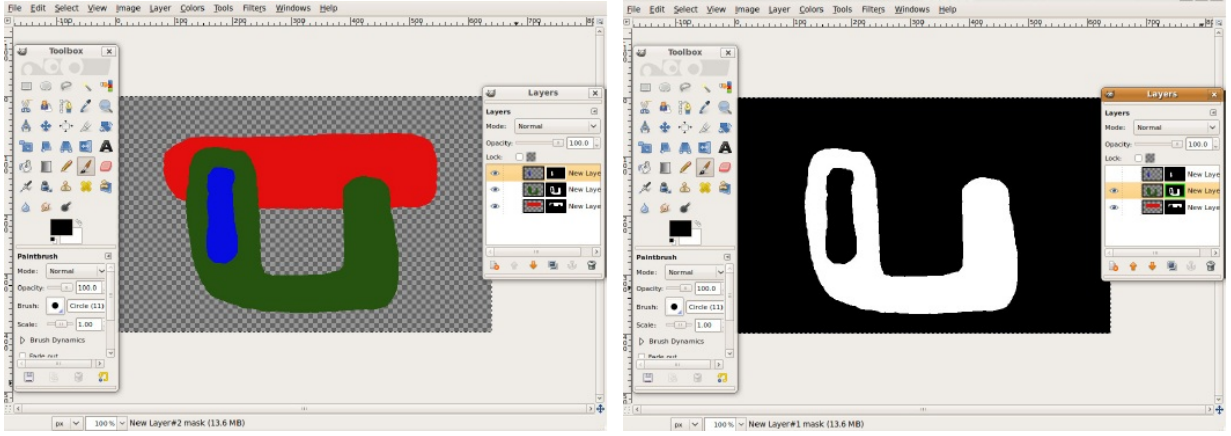 File Edit Select View Image Layer Colors Tools Filters Windows Help
Toolbox
Layers
Layers
Mode: Normal
Opacity: 100.0
Lock:
New Laye
New Laye
New Laye
Paintbrush
Mode: Normal
Opacity: 100.0
Brush: Circle (11)
Scale: 1.00
Brush Dynamics
Fade out
px 100% New Layer#2 mask (13.6 MB)
File Edit Select View Image Layer Colors Tools Filters Windows Help
Toolbox
Layers
Layers
Mode: Normal
Opacity: 100.0
Lock:
New Laye
New Laye
New Laye
Paintbrush
Mode: Normal
Opacity: 100.0
Brush: Circle (11)
Scale: 1.00
Brush Dynamics
Fade out
px 100% New Layer#1 mask (13.6 MB)